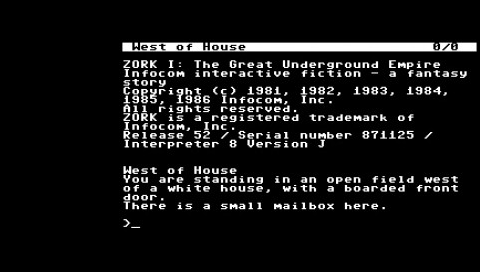 West of House 0/0
ZORK I: The Great Underground Empire
Infocom interactive fiction - a fantasy
story
Copyright (c) 1981, 1982, 1983, 1984,
1985, 1986 Infocom, Inc.
All rights reserved.
ZORK is a registered trademark of
Infocom, Inc.
Release 52 / Serial number 871125 /
Interpreter 8 Version J
West of House
You are standing in an open field west
of a white house, with a boarded front
door.
There is a small mailbox here.
>_